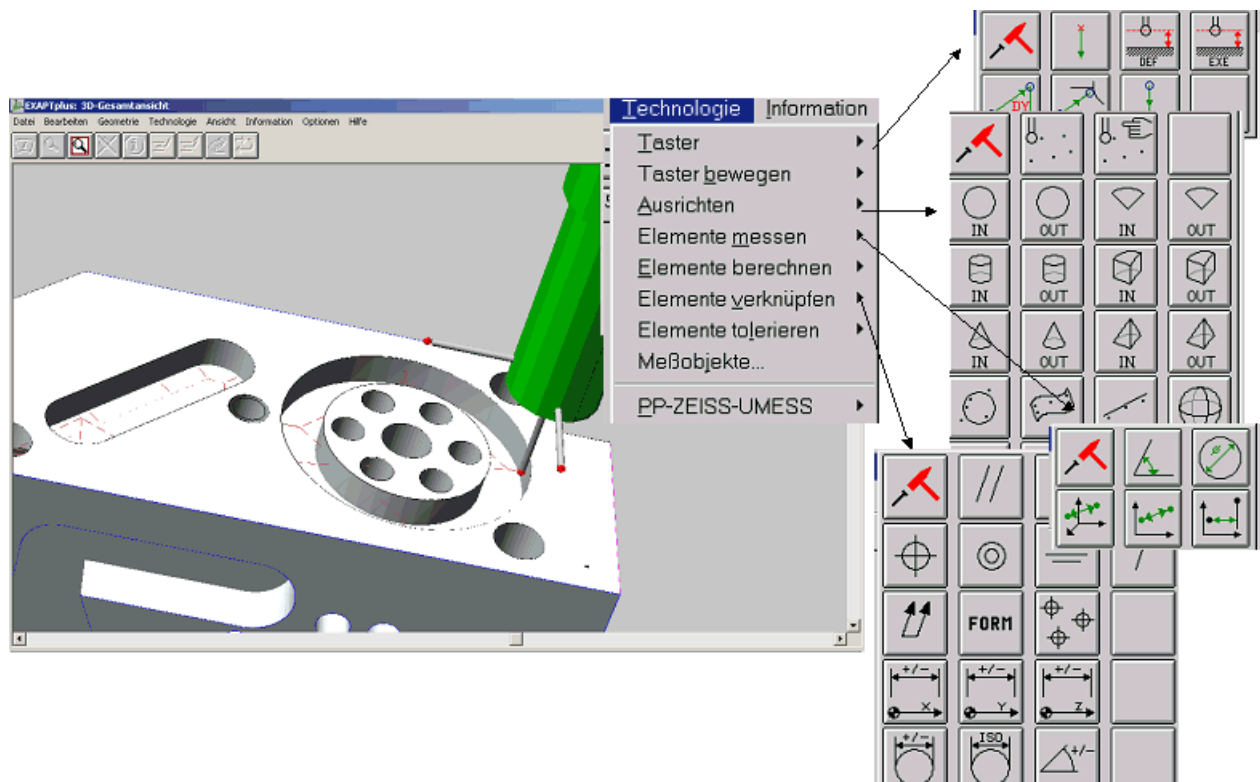 EXAPTplus: 3D-Gesamtansicht
Datei Bearbeiten Geometrie Technologie Ansicht Information Optionen Hilfe
Technologie Information
Taster
Taster bewegen
Ausrichten
Elemente messen
Elemente berechnen
Elemente verknüpfen
Elemente tolerieren
Meßobjekte...
PP-ZEISS-UMESS
DEF EXE
DY
IN OUT IN OUT
IN OUT IN OUT
IN OUT IN OUT
FORM
+/- +/- +/-
X Y Z
+/- ISO +/-